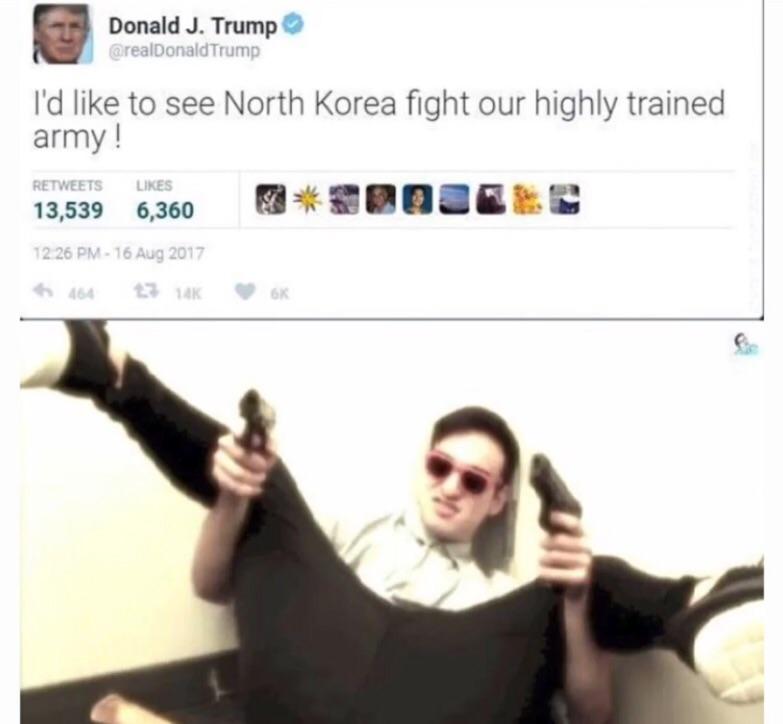 Donald J. Trump
@realDonaldTrump
I'd like to see North Korea fight our highly trained
army !
RETWEETS LIKES
13,539 6,360
12:26 PM - 16 Aug 2017
464 14K 6K